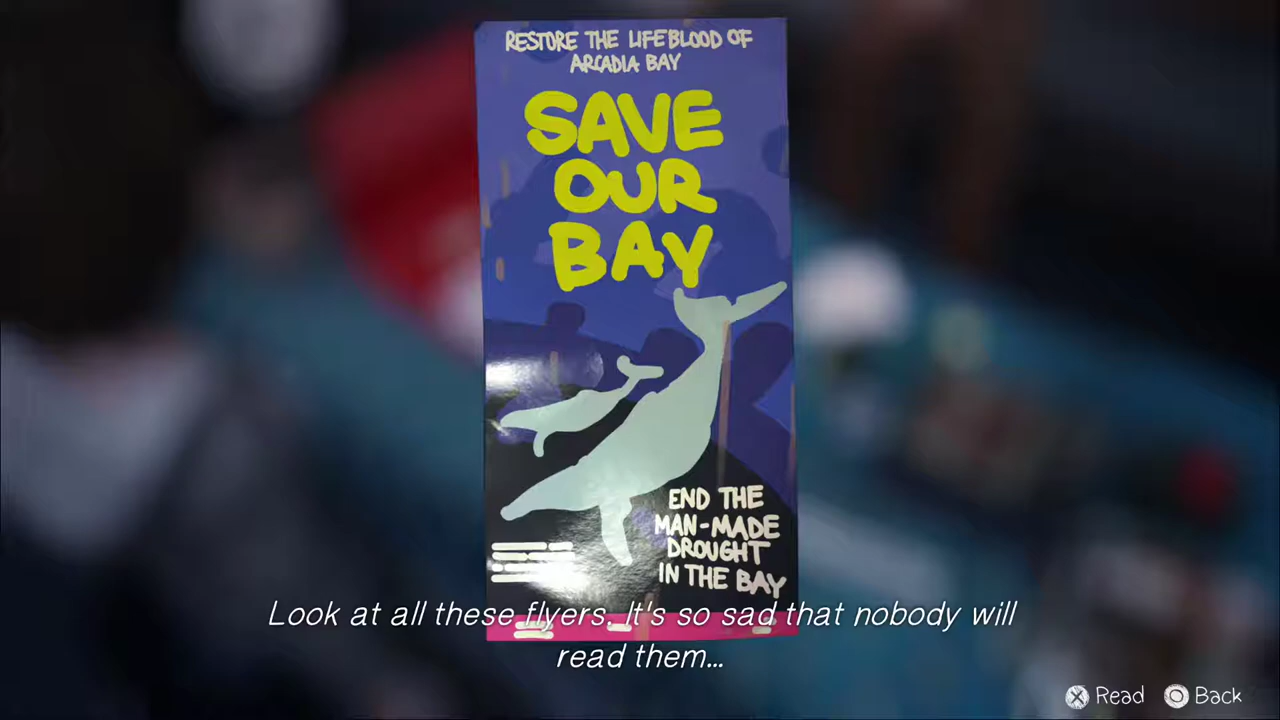 RESTORE THE LIFEBLOOD OF
ARCADIA BAY
SAVE
OUR
BAY
END THE
MAN-MADE
DROUGHT
IN THE BAY
Look at all these flyers. It's so sad that nobody will
read them...
Read Back